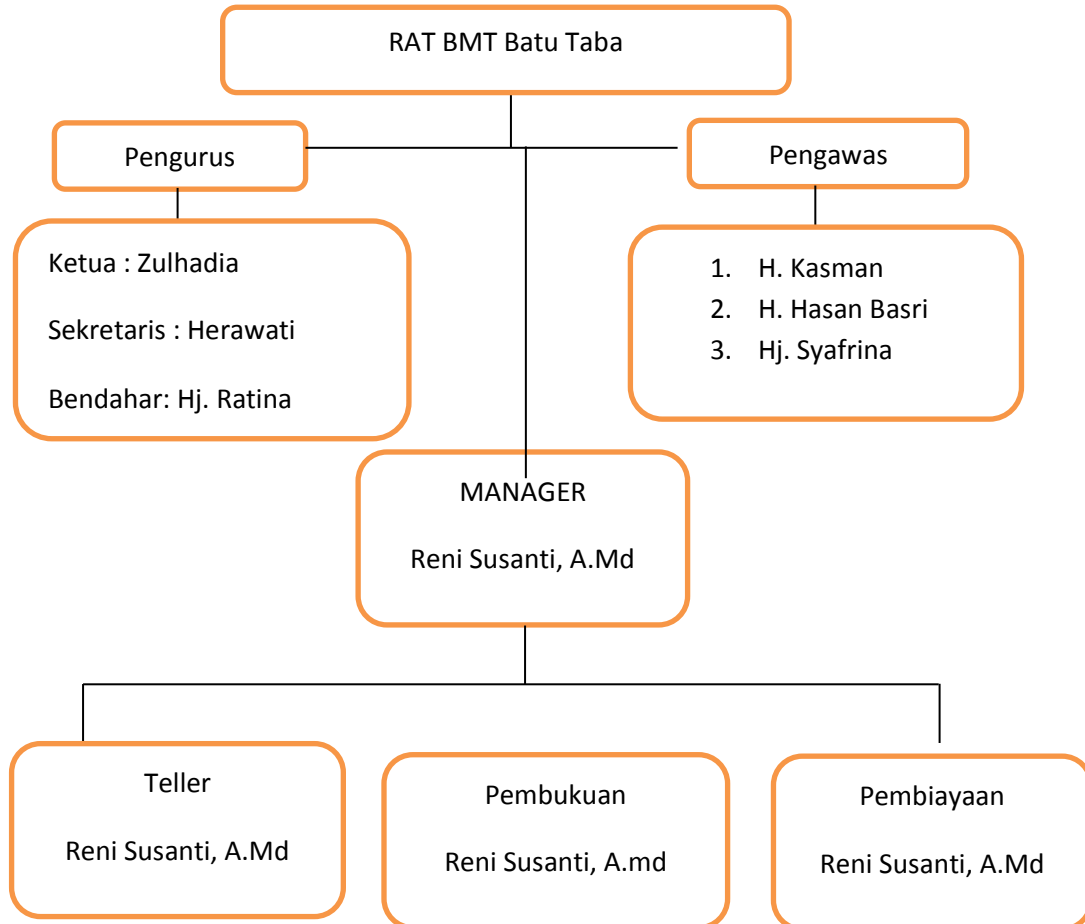 RAT BMT Batu Taba
Pengurus
Pengawas
Ketua : Zulhadia
Sekretaris : Herawati
Bendahar: Hj. Ratina
1. H. Kasman
2. H. Hasan Basri
3. Hj. Syafrina
MANAGER
Reni Susanti, A.Md
Teller
Reni Susanti, A.Md
Pembukuan
Reni Susanti, A.md
Pembiayaan
Reni Susanti, A.Md